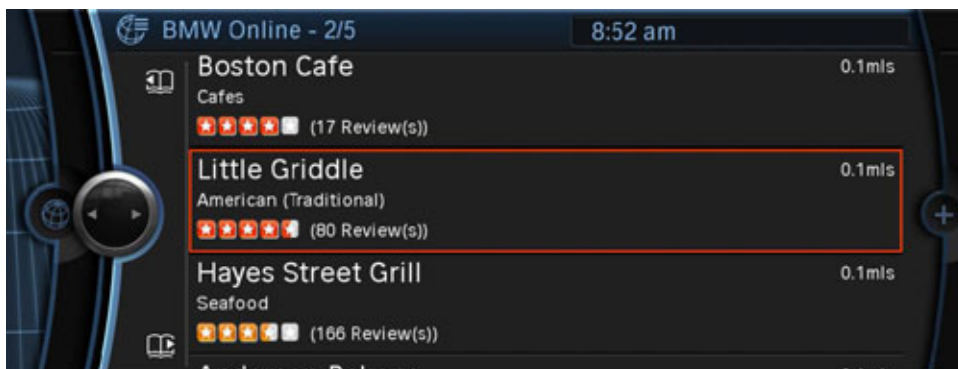 BMW Online - 2/5 8:52 am
Boston Cafe 0.1mls
Cafes
(17 Review(s))
Little Griddle 0.1mls
American (Traditional)
(80 Review(s))
Hayes Street Grill 0.1mls
Seafood
(166 Review(s))